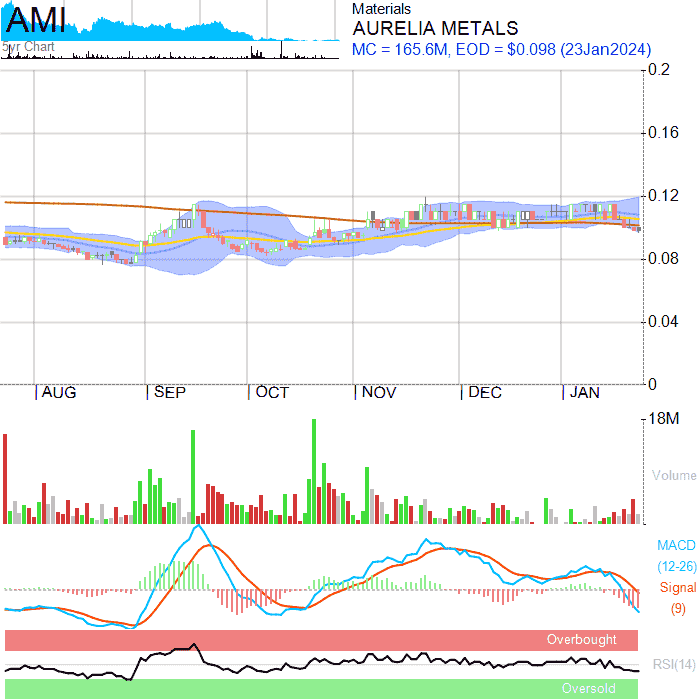 AMI
5yr Chart
Materials
AURELIA METALS
MC = 165.6M, EOD = $0.098 (23Jan2024)
0.2
0.16
0.12
0.08
0.04
0
AUG SEP OCT NOV DEC JAN
18M
Volume
MACD
(12-26)
Signal
(9)
Overbought
RSI(14)
Oversold